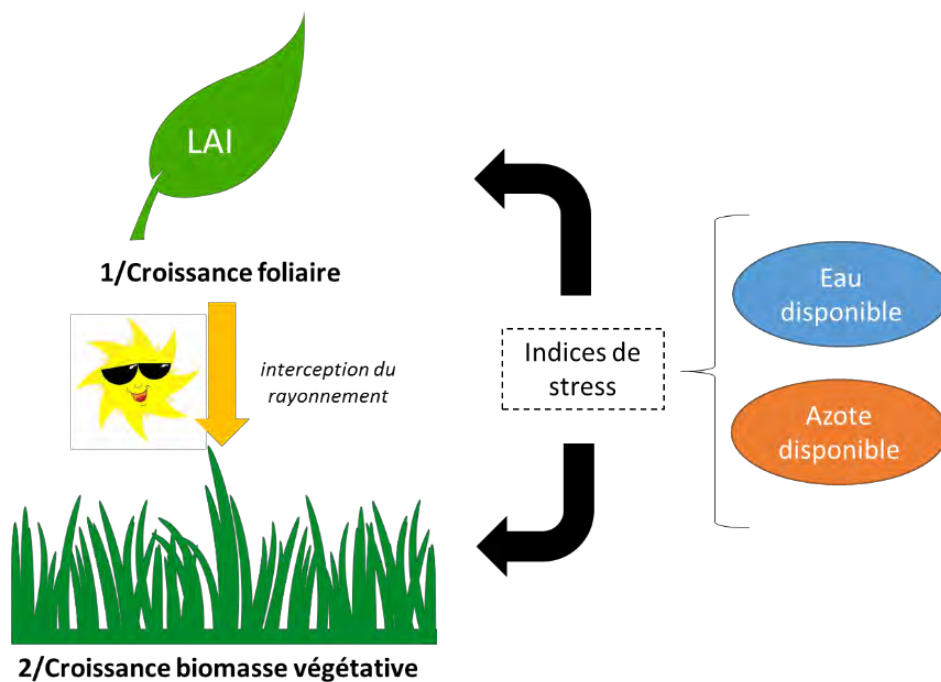 LAI
1/Croissance foliaire
interception du
rayonnement
2/Croissance biomasse végétative
Indices de
stress
Eau
disponible
Azote
disponible